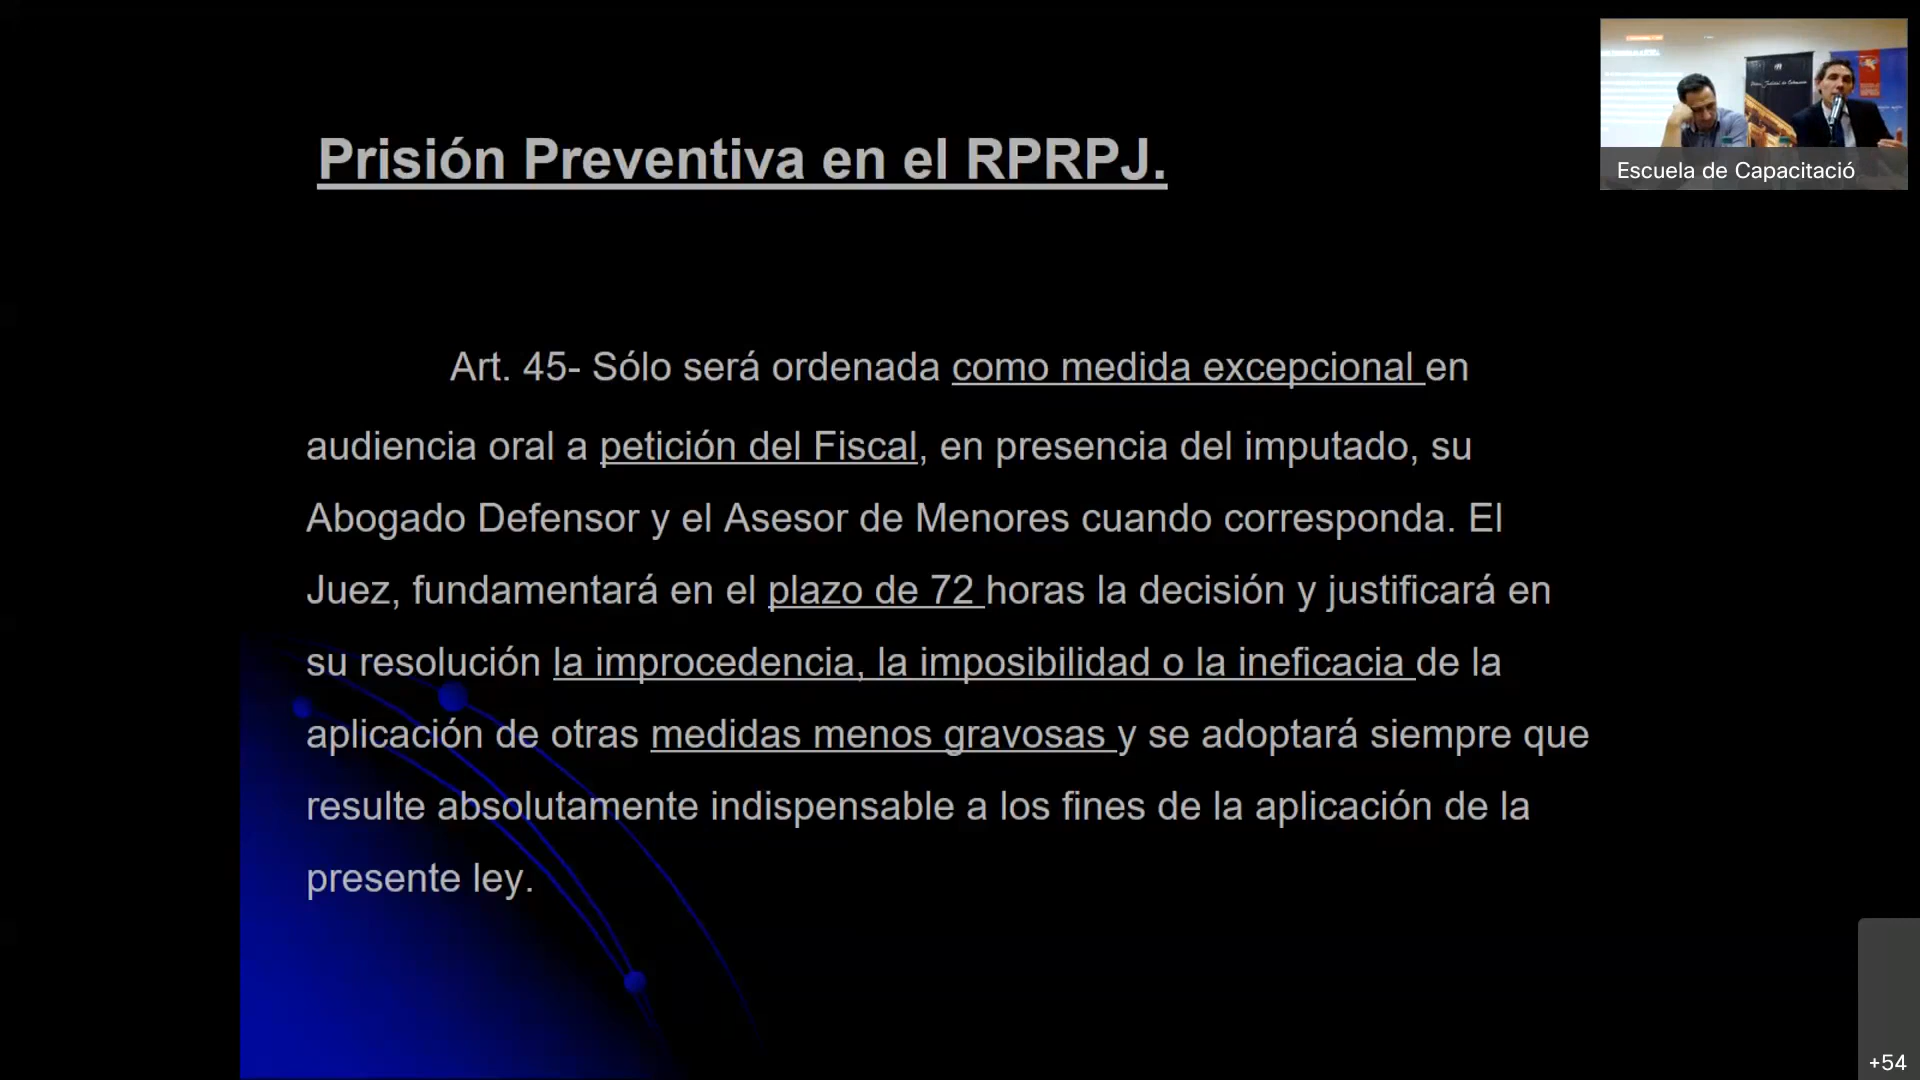 Prisión Preventiva en el RPRPJ.
Art. 45- Sólo será ordenada como medida excepcional en
audiencia oral a petición del Fiscal, en presencia del imputado, su
Abogado Defensor y el Asesor de Menores cuando corresponda. El
Juez, fundamentará en el plazo de 72 horas la decisión y justificará en
su resolución la improcedencia, la imposibilidad o la ineficacia de la
aplicación de otras medidas menos gravosas y se adoptará siempre que
resulte absolutamente indispensable a los fines de la aplicación de la
presente ley.
Escuela de Capacitació
+54